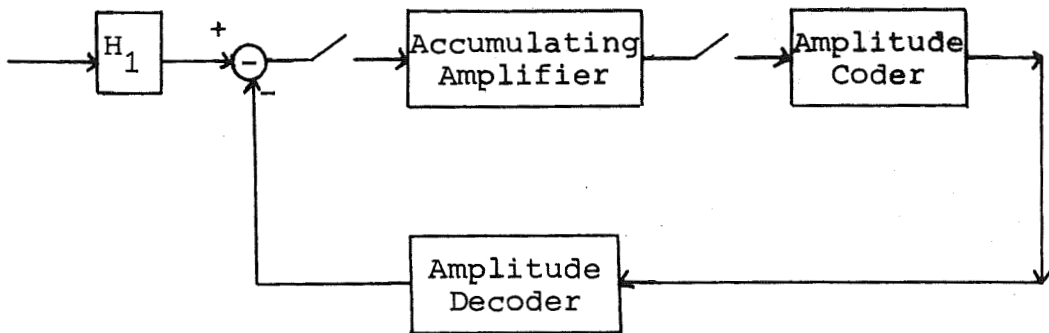 H1
+
-
-
Accumulating
Amplifier
Amplitude
Coder
Amplitude
Decoder